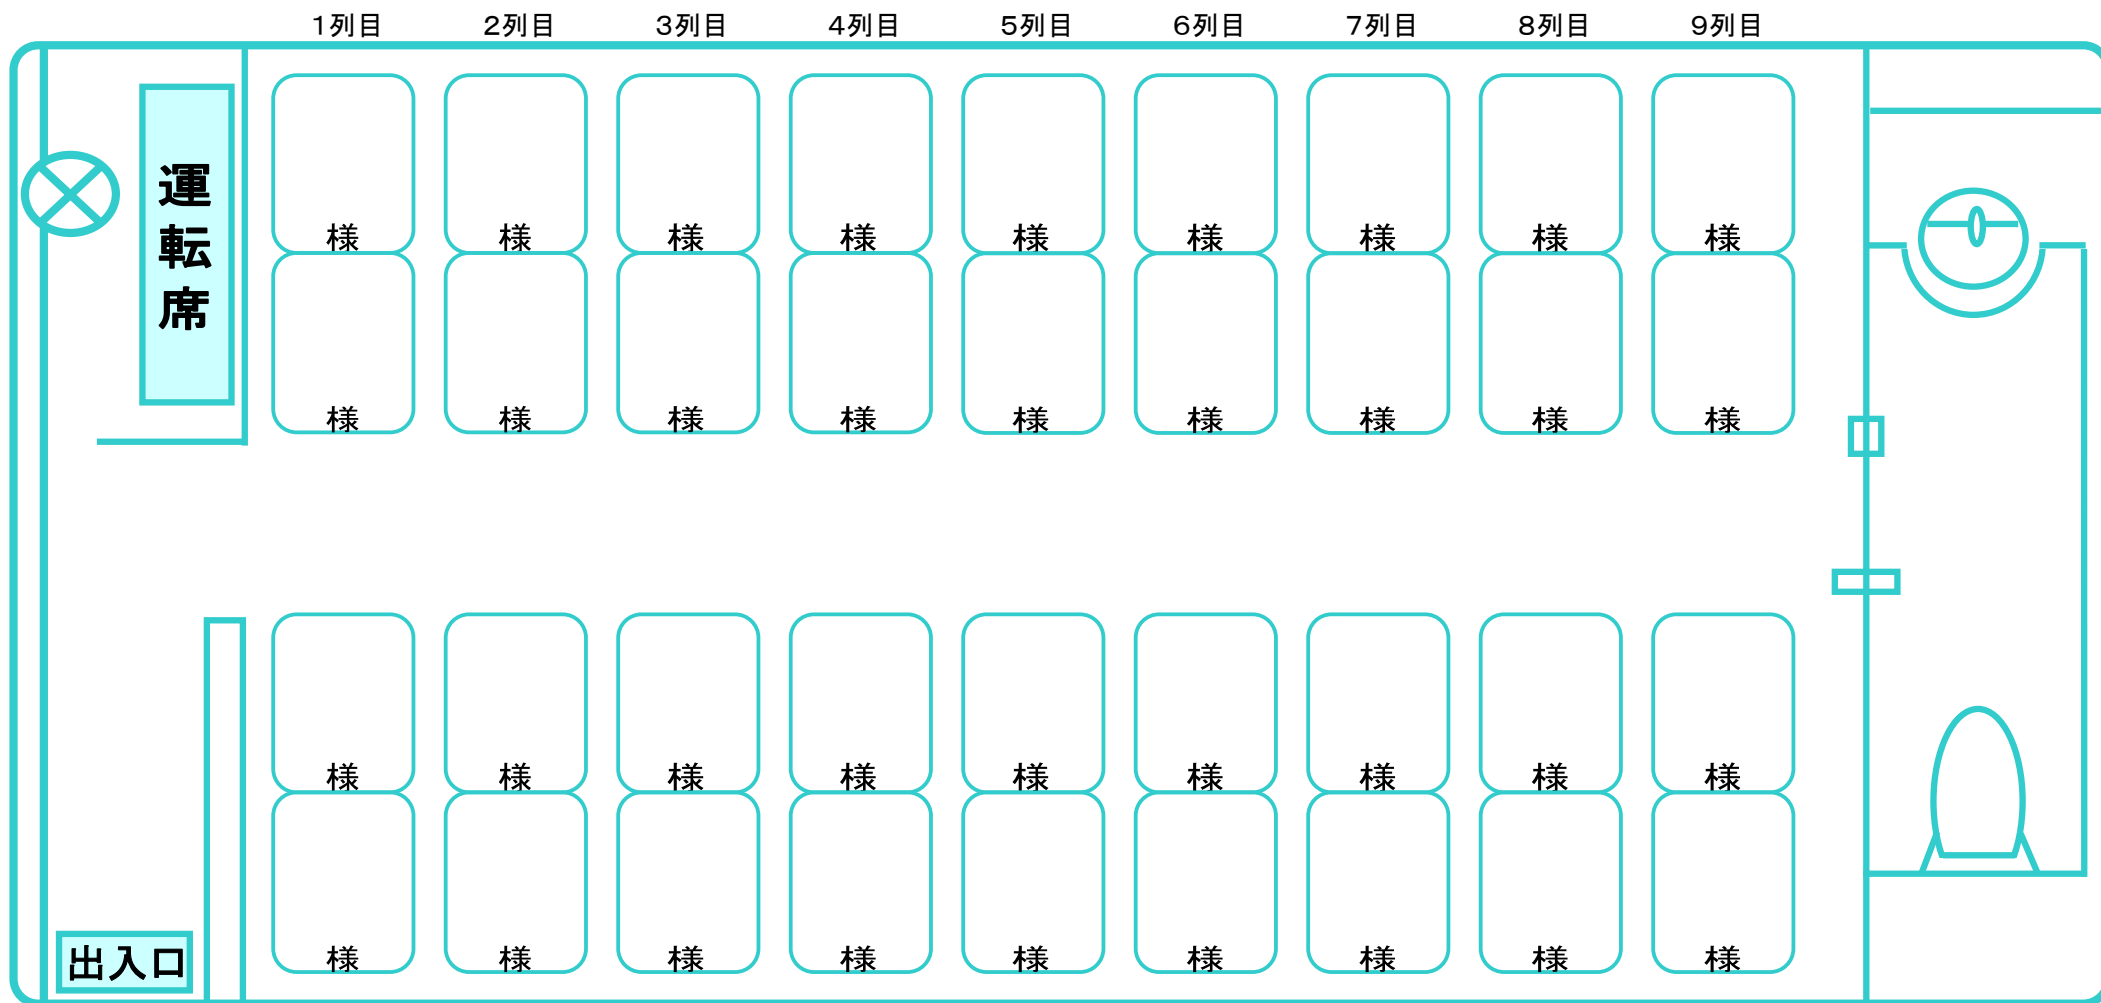 １列目 ２列目 ３列目 ４列目 ５列目 ６列目 ７列目 ８列目 ９列目
運転席
様 様 様 様 様 様 様 様 様
様 様 様 様 様 様 様 様 様
様 様 様 様 様 様 様 様 様
様 様 様 様 様 様 様 様 様
出入口